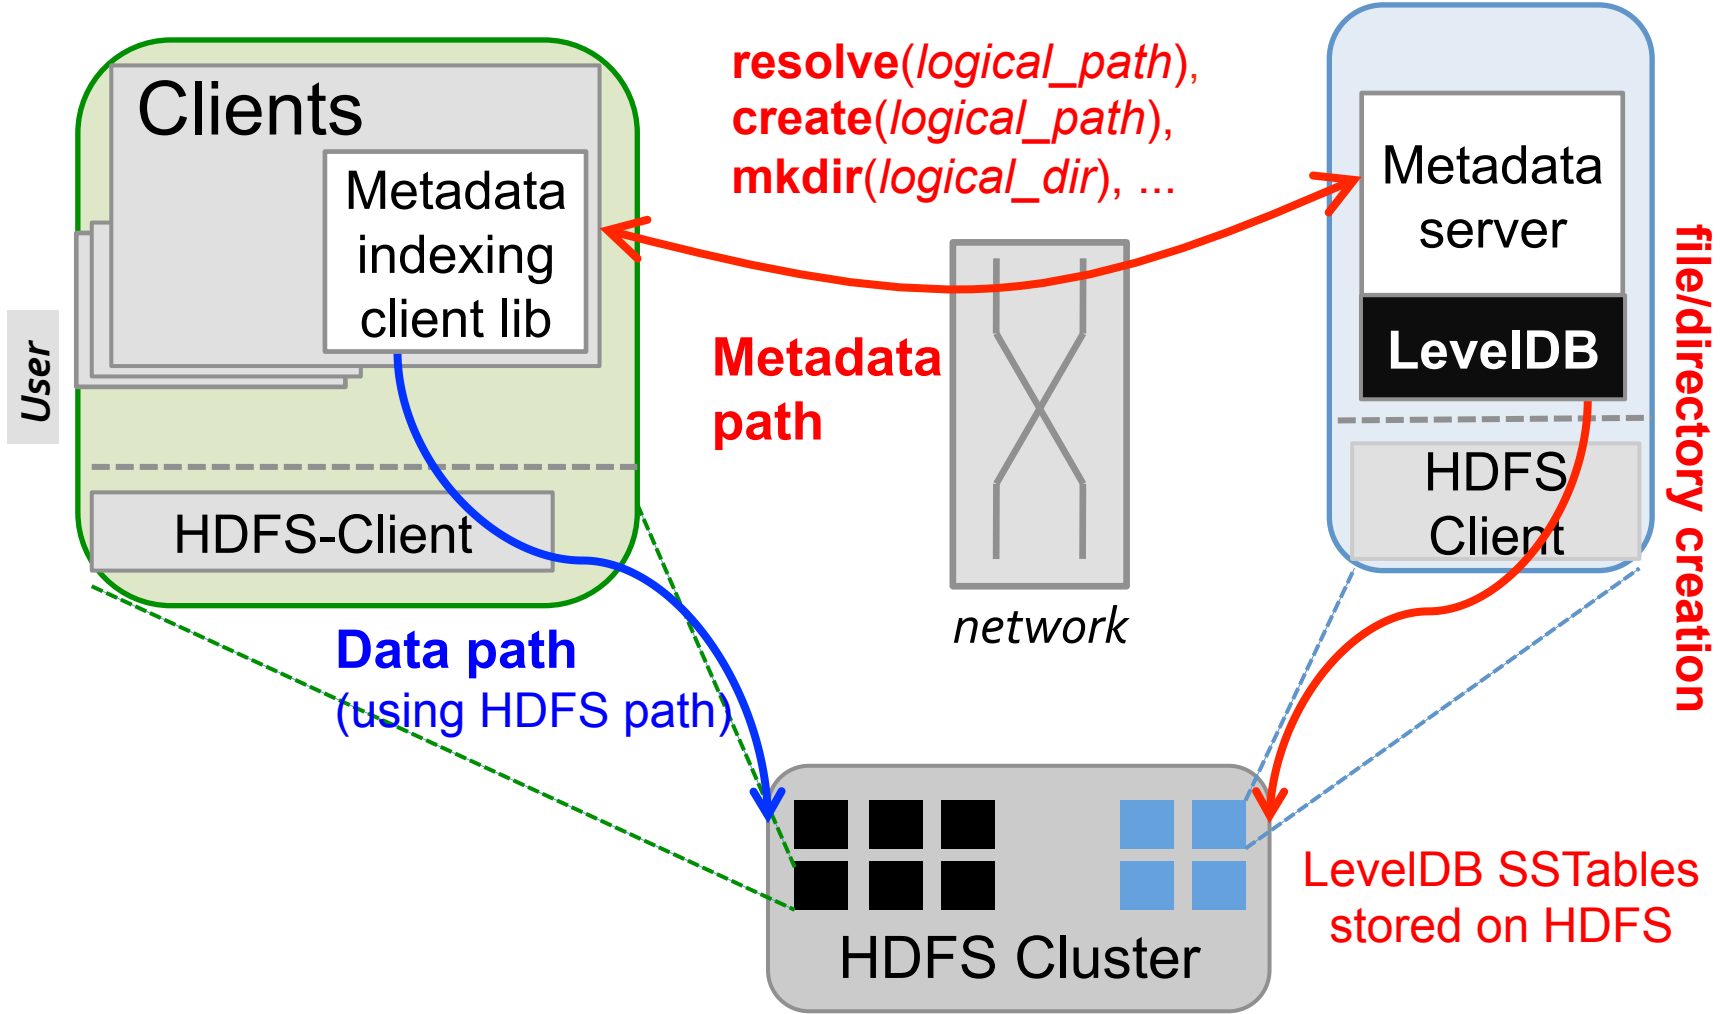 Clients
Metadata
indexing
client lib
User
HDFS-Client
resolve(logical_path),
create(logical_path),
mkdir(logical_dir), ...
Metadata
path
network
Metadata
server
LevelDB
HDFS
Client
file/directory creation
Data path
(using HDFS path)
HDFS Cluster
LevelDB SSTables
stored on HDFS